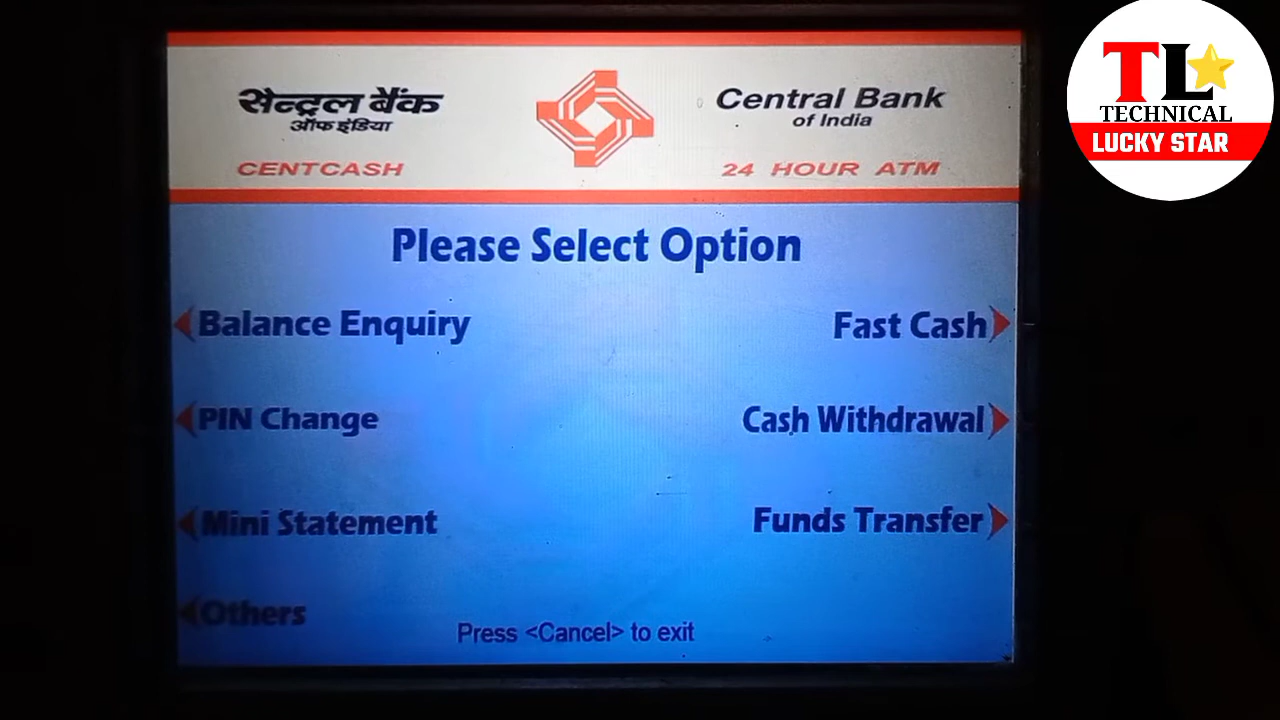 सेन्ट्रल बैंक
ऑफ इंडिया
CENTCASH
Central Bank
of India
24 HOUR ATM
TL
TECHNICAL
LUCKY STAR
Please Select Option
Balance Enquiry
Fast Cash
PIN Change
Cash Withdrawal
Mini Statement
Funds Transfer
Others
Press <Cancel> to exit